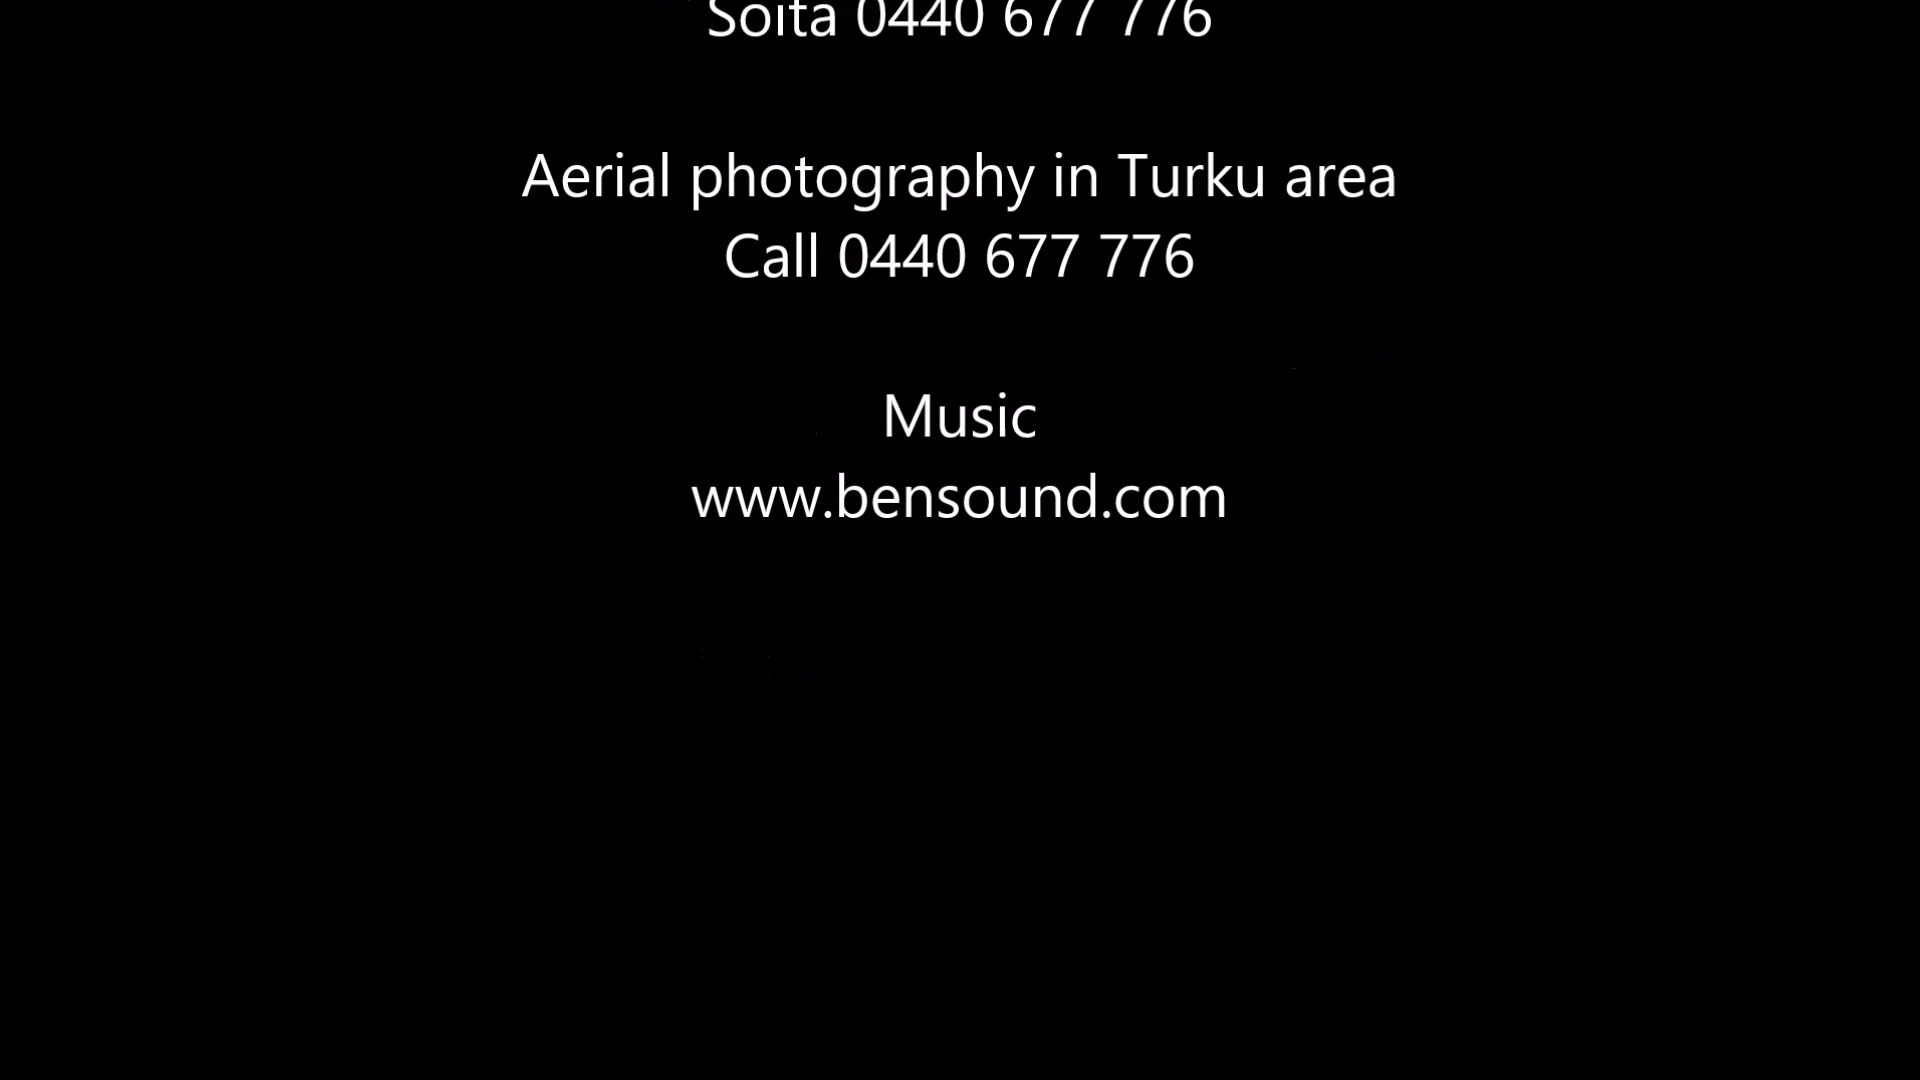 Soita 0440 677 776
Aerial photography in Turku area
Call 0440 677 776
Music
www.bensound.com